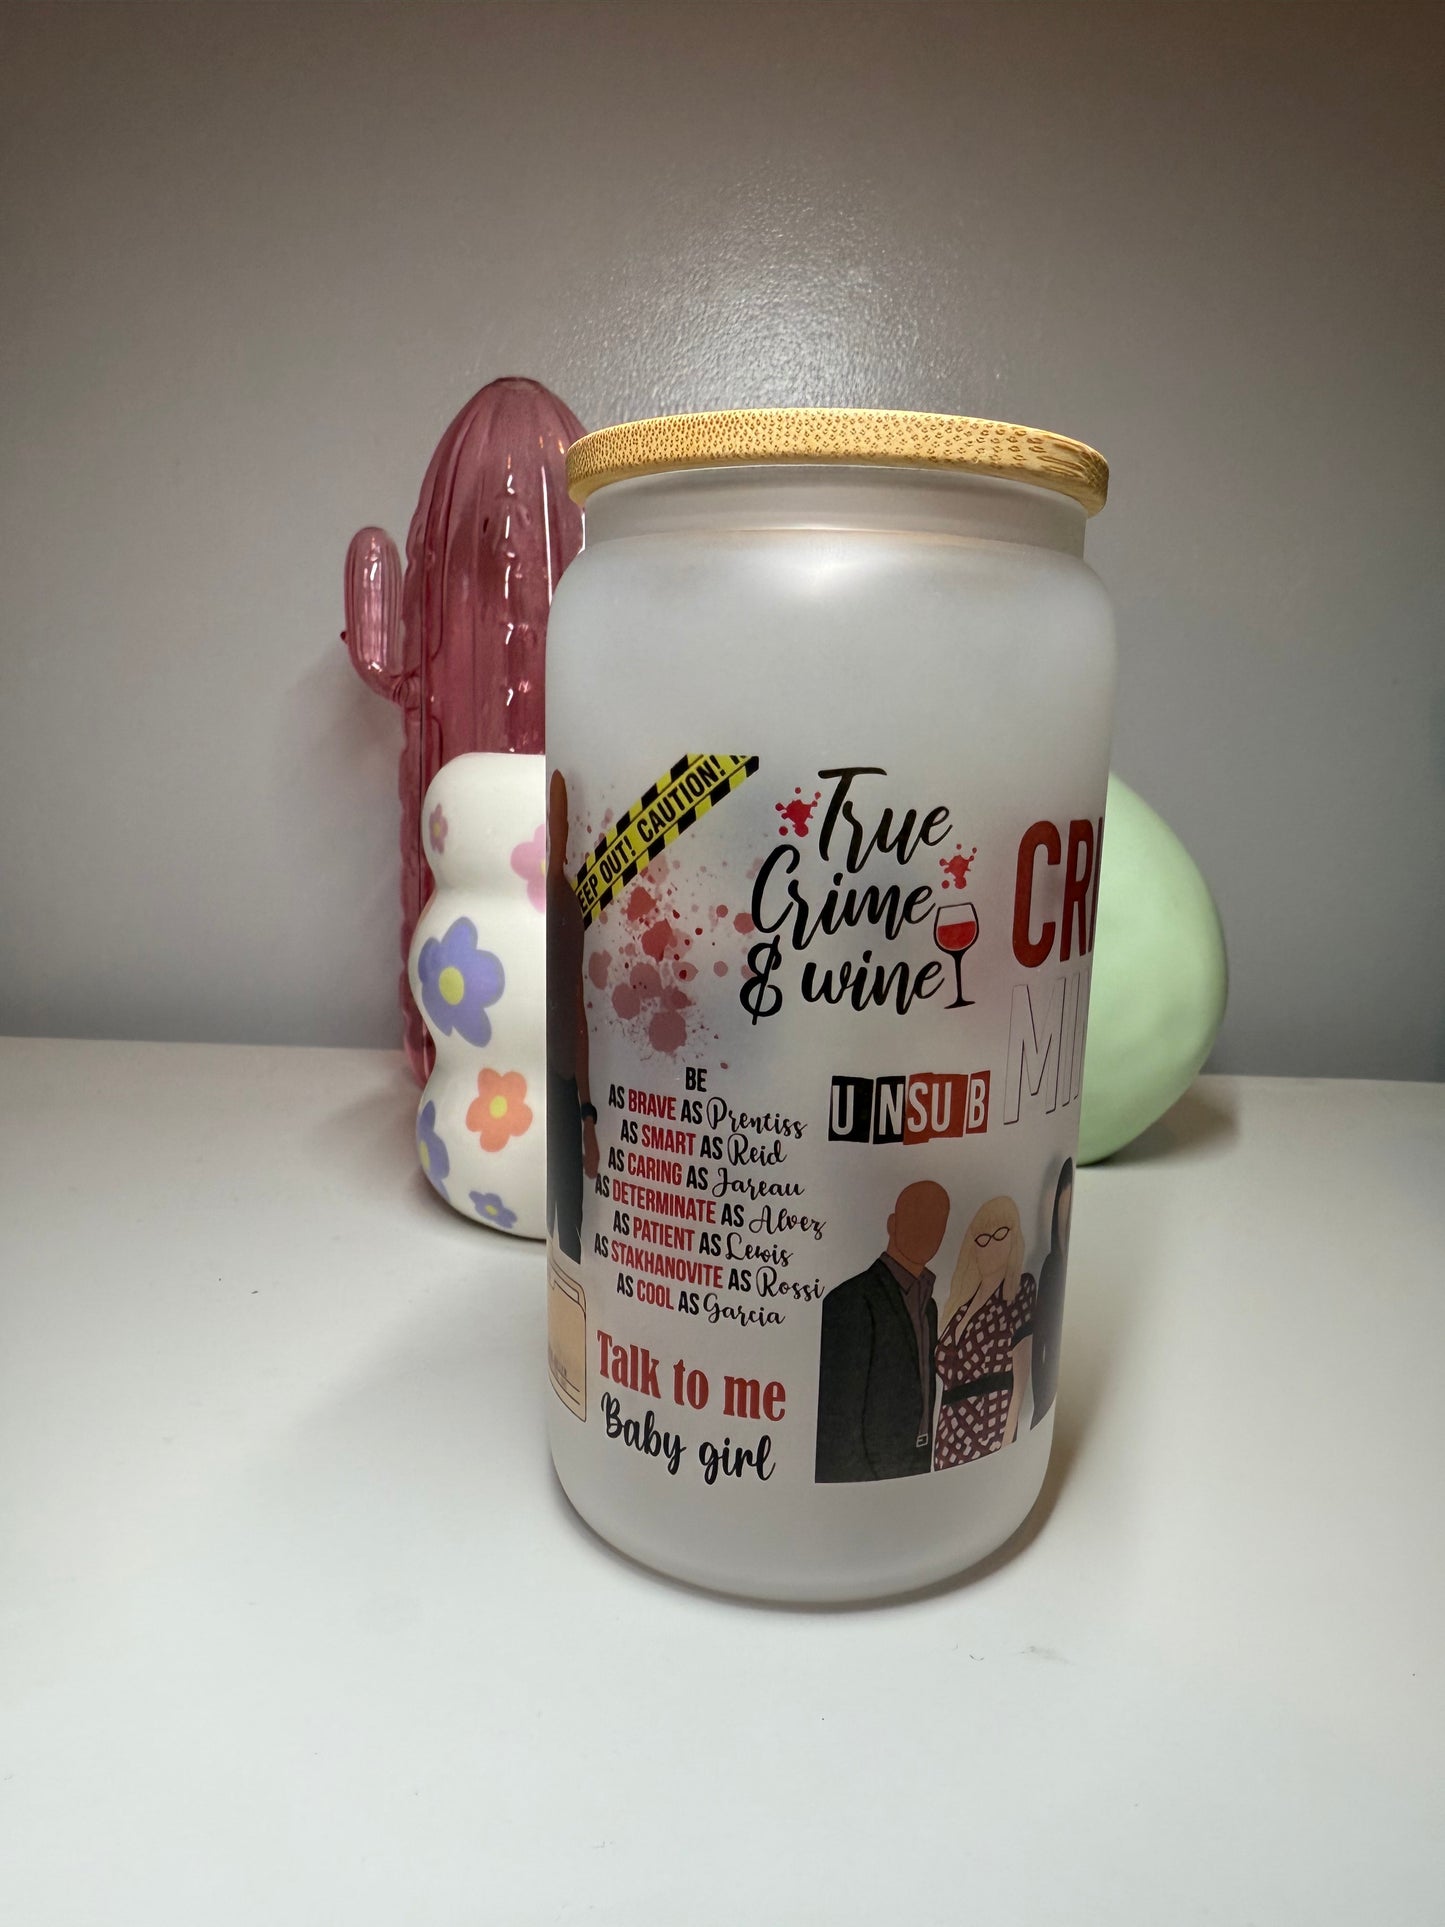 EEP OUT! CAUTION!
True
Crime
& wine
CRI
MI
UNSUB
BE
AS BRAVE AS Prentiss
AS SMART AS Reid
AS CARING AS Jareau
AS DETERMINATE AS Alvez
AS PATIENT AS Lewis
AS STAKHANOVITE AS Rossi
AS COOL AS Garcia
Talk to me
Baby girl